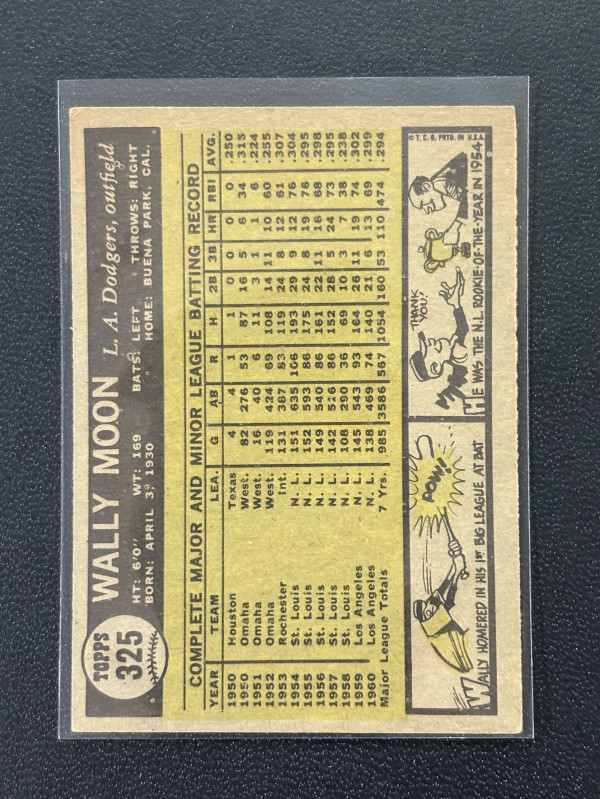 TOPPS
325
WALLY MOON L. A. Dodgers, outfield
HT: 6'0" WT: 169 BATS: LEFT THROWS: RIGHT
BORN: APRIL 3, 1930 HOME: BUENA PARK, CAL.
COMPLETE MAJOR AND MINOR LEAGUE BATTING RECORD
YEAR TEAM LEA. G AB R H 2B 3B HR RBI AVG.
1950 Houston Texas 4 4 1 1 0 0 0 0 .250
1950 Omaha West. 82 276 53 87 16 5 6 34 .315
1951 Omaha West. 16 40 6 11 3 1 1 6 .224
1952 Omaha West. 119 424 69 108 14 11 10 60 .255
1953 Rochester Int. 131 387 83 119 24 8 12 61 .307
1954 St. Louis N. L. 151 635 106 193 29 9 12 76 .304
1955 St. Louis N. L. 152 593 86 175 24 8 19 76 .295
1956 St. Louis N. L. 149 540 86 161 22 11 16 68 .298
1957 St. Louis N. L. 142 516 86 152 28 5 24 73 .295
1958 St. Louis N. L. 108 290 36 69 10 3 7 38 .238
1959 Los Angeles N. L. 145 543 93 164 26 11 19 74 .302
1960 Los Angeles N. L. 138 469 74 140 21 6 13 69 .299
Major League Totals 7 Yrs. 985 3586 567 1054 160 53 110 474 .294
POW!
WALLY HOMERED IN HIS 1ST BIG LEAGUE AT BAT
THANK YOU!
HE WAS THE N.L. ROOKIE-OF-THE-YEAR IN 1954
© T. C. G. PRTD. IN U.S.A.